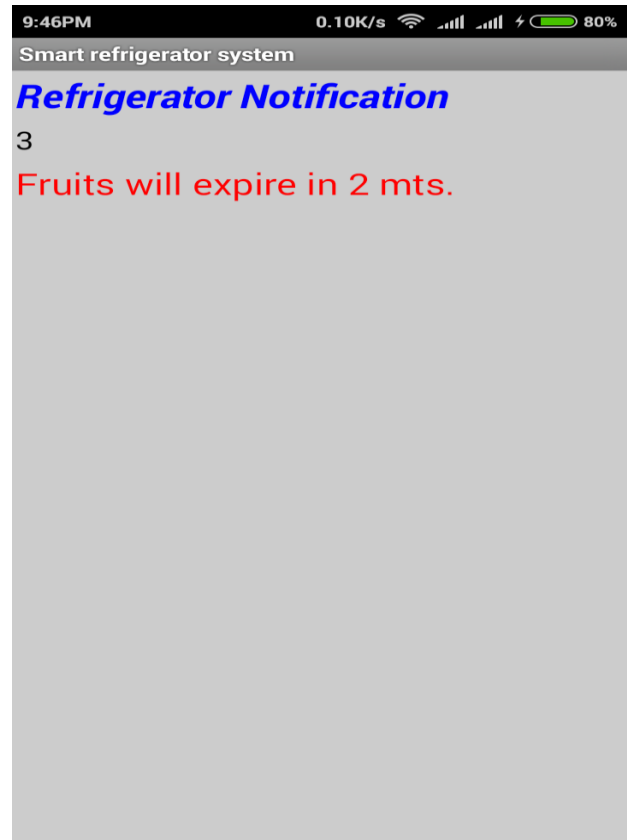 9:46PM 0.10K/s 80%
Smart refrigerator system
Refrigerator Notification
3
Fruits will expire in 2 mts.